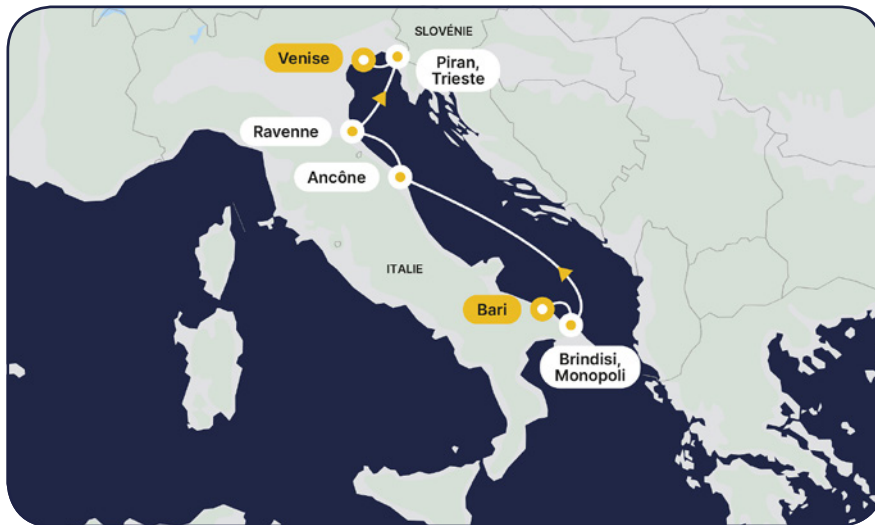 SLOVÉNIE
Venise
Piran,
Trieste
Ravenne
Ancône
ITALIE
Bari
Brindisi,
Monopoli